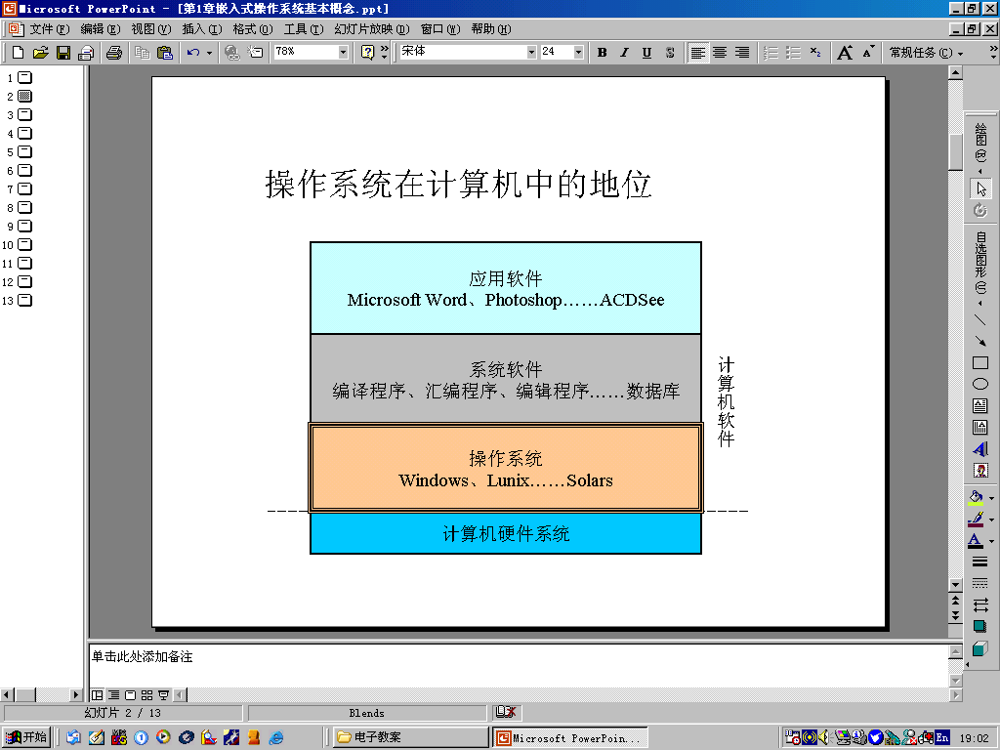 Microsoft PowerPoint - [第1章嵌入式操作系统基本概念.ppt]
文件(F) 编辑(E) 视图(V) 插入(I) 格式(O) 工具(T) 幻灯片放映(D) 窗口(W) 帮助(H)
78% 宋体 24 B I U S 常规任务(C)
1
2
3
4
5
6
7
8
9
10
11
12
13
操作系统在计算机中的地位
应用软件
Microsoft Word、Photoshop……ACDSee
系统软件
编译程序、汇编程序、编辑程序……数据库
操作系统
Windows、Lunix……Solars
计算机硬件系统
计算机软件
绘图(R)
自选图形(U)
单击此处添加备注
幻灯片 2 / 13 Blends
开始 电子教案 Microsoft PowerPoin... En 19:02